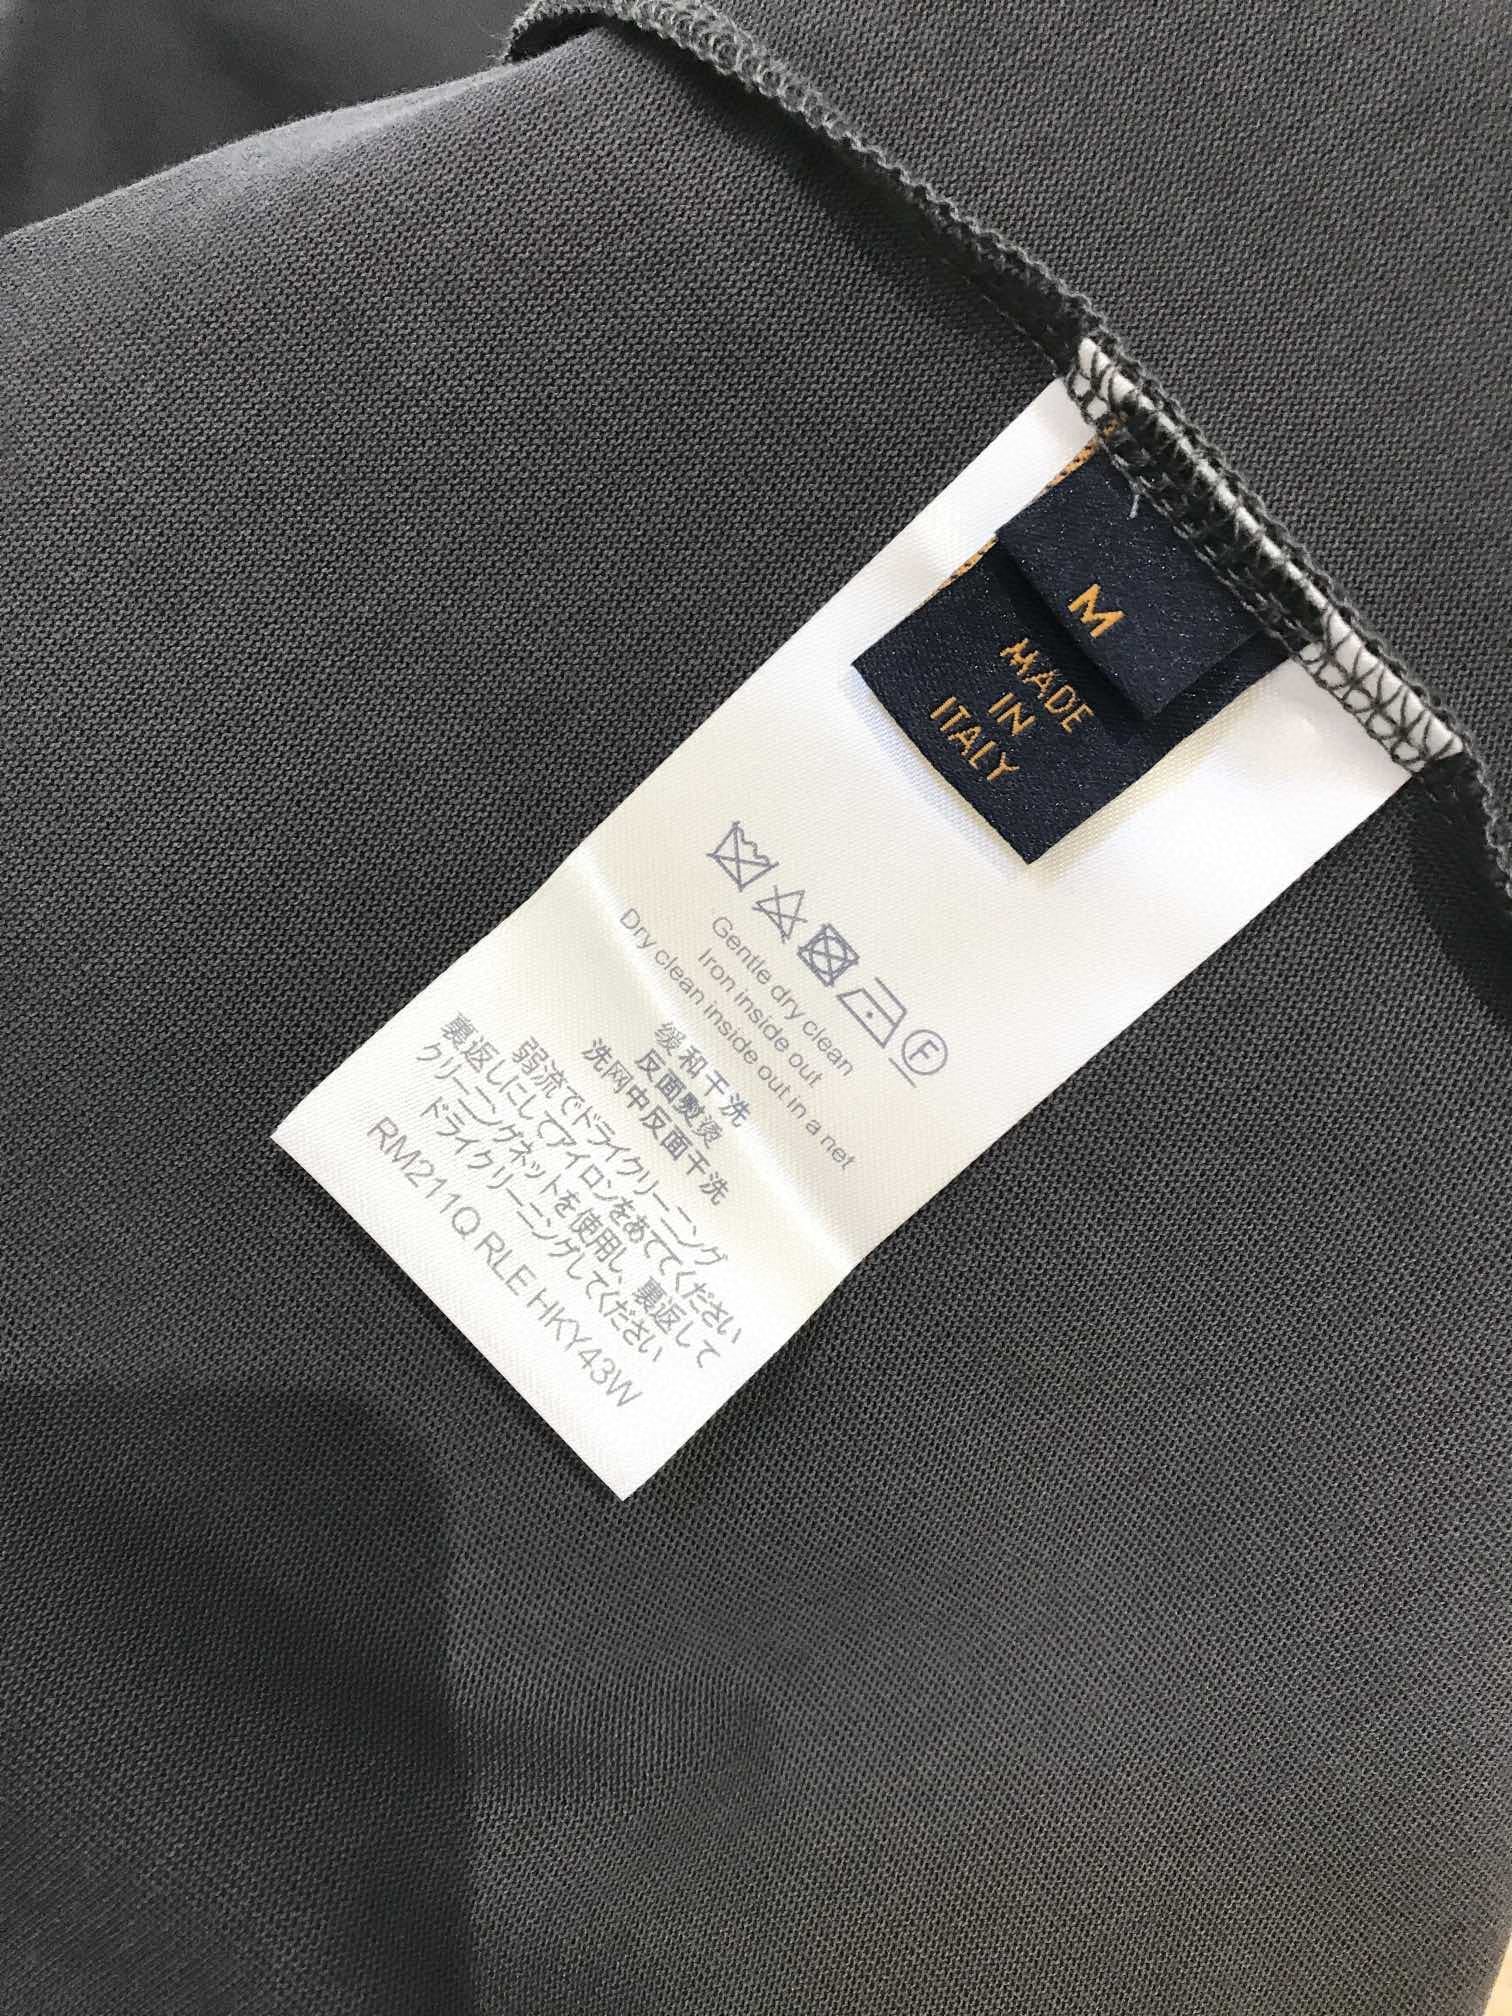 M
MADE
IN
ITALY
F
Gentle dry clean
Iron inside out
Dry clean inside out in a net
缓和干洗
反面熨烫
洗网中反面干洗
弱流でドライクリーニング
裏返しにしてアイロンをあててください
クリーニングネットを使用し、裏返して
ドライクリーニングしてください
RM211Q RLE HKY43W